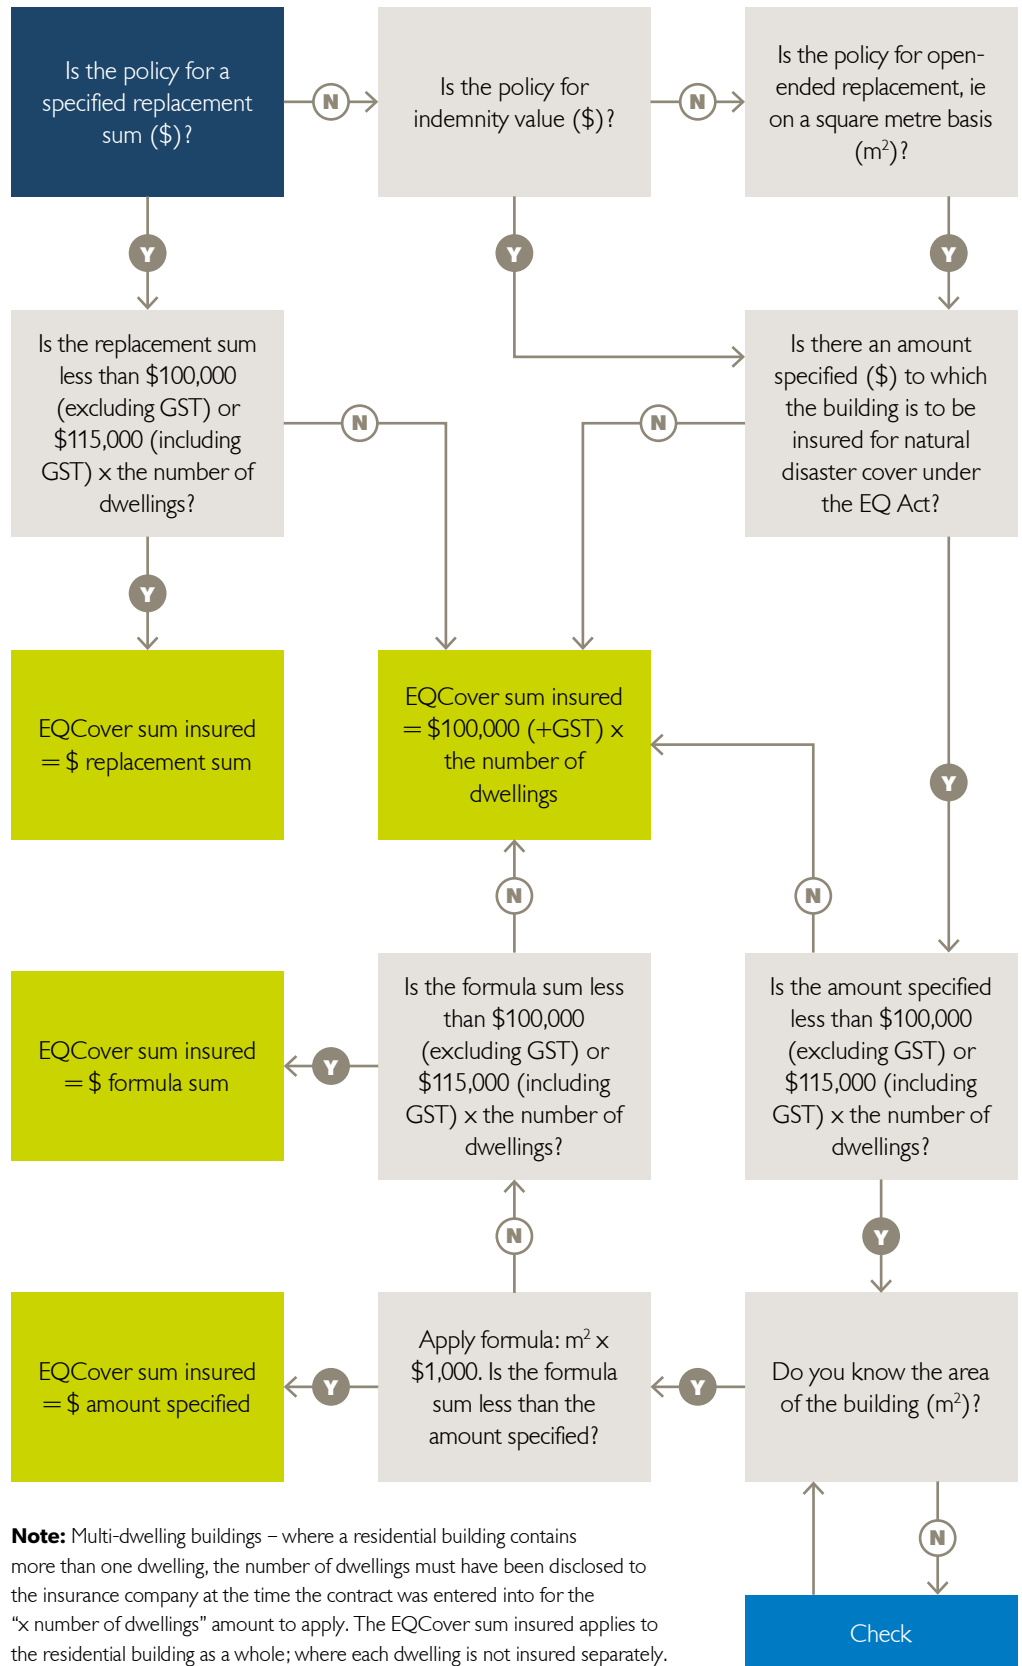 Is the policy for a
specified replacement
sum ($)?
N
Is the policy for
indemnity value ($)?
N
Is the policy for open-
ended replacement, ie
on a square metre basis
(m²)?
Y
Y
Y
Is the replacement sum
less than $100,000
(excluding GST) or
$115,000 (including
GST) x the number of
dwellings?
N
N
Is there an amount
specified ($) to which
the building is to be
insured for natural
disaster cover under
the EQ Act?
Y
EQCover sum insured
= $ replacement sum
EQCover sum insured
= $100,000 (+GST) x
the number of
dwellings
Y
N
N
EQCover sum insured
= $ formula sum
Y
Is the formula sum less
than $100,000
(excluding GST) or
$115,000 (including
GST) x the number of
dwellings?
Is the amount specified
less than $100,000
(excluding GST) or
$115,000 (including
GST) x the number of
dwellings?
N
Y
EQCover sum insured
= $ amount specified
Y
Apply formula: m² x
$1,000. Is the formula
sum less than the
amount specified?
Y
Do you know the area
of the building (m²)?
N
Note: Multi-dwelling buildings – where a residential building contains
more than one dwelling, the number of dwellings must have been disclosed to
the insurance company at the time the contract was entered into for the
“x number of dwellings” amount to apply. The EQCover sum insured applies to
the residential building as a whole; where each dwelling is not insured separately.
Check